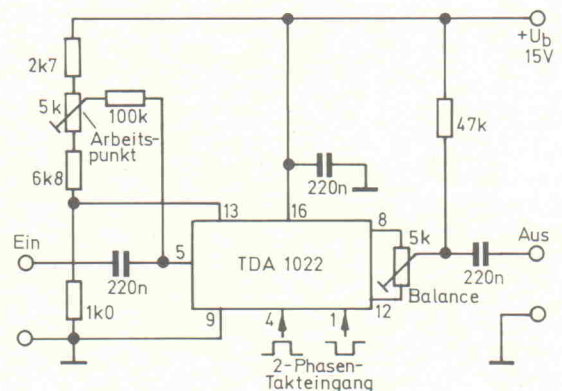 +U_b
15V
2k7
5k
100k
Arbeits-
punkt
47k
6k8
220n
13
16
8
Ein
5
TDA 1022
5k
Aus
220n
220n
1k0
9
4
1
12
Balance
2-Phasen-
Takteingang